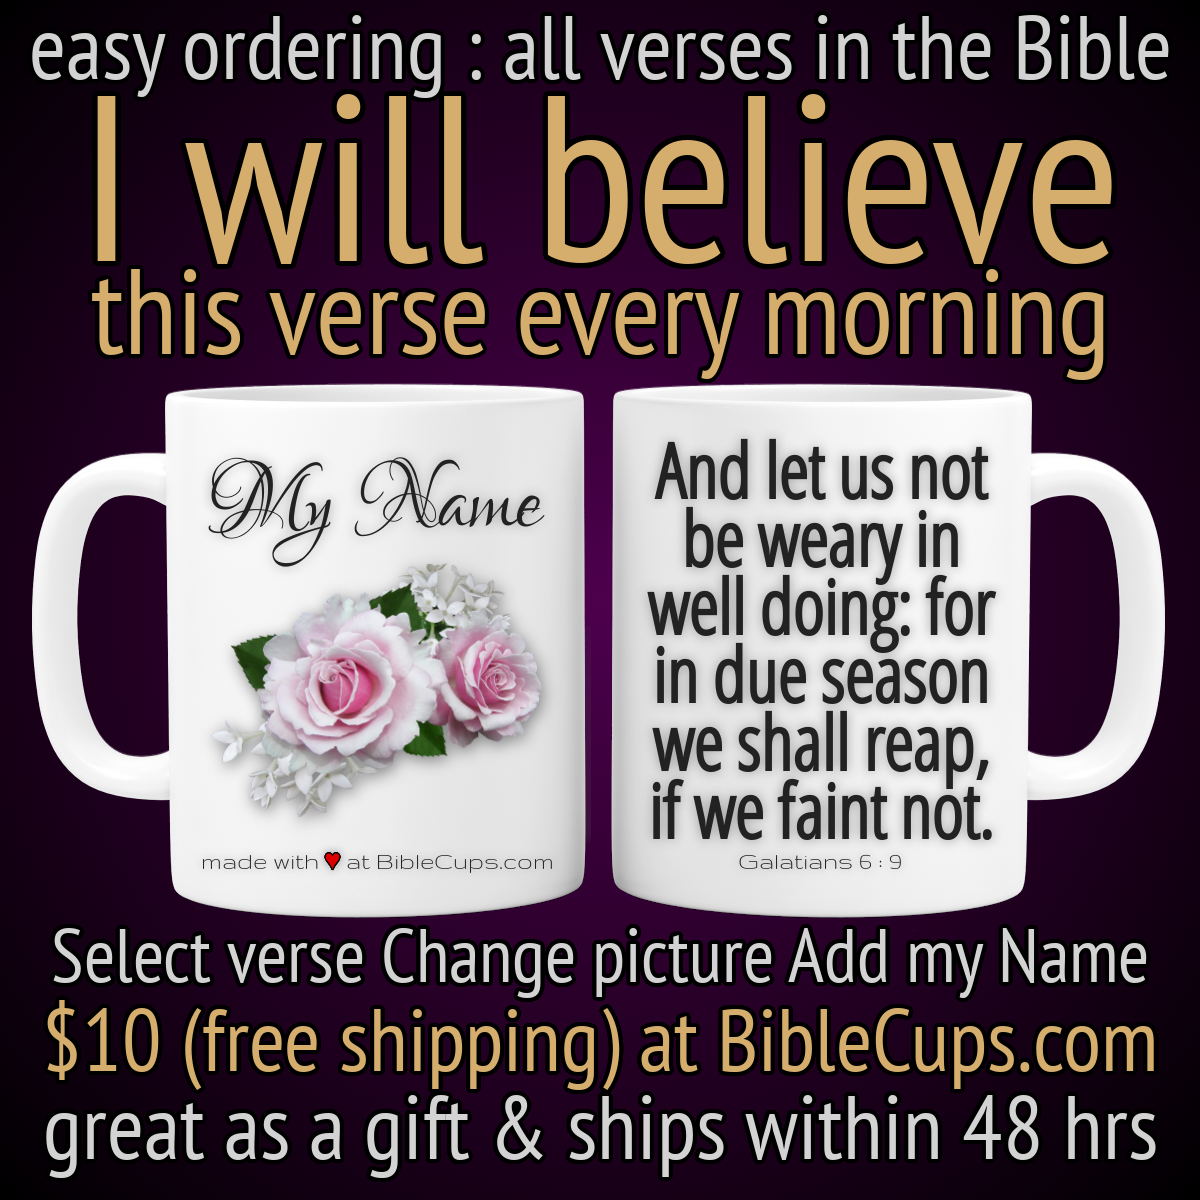 easy ordering : all verses in the Bible
I will believe
this verse every morning
My Name
made with ♥ at BibleCups.com
And let us not
be weary in
well doing: for
in due season
we shall reap,
if we faint not.
Galatians 6 : 9
Select verse Change picture Add my Name
$10 (free shipping) at BibleCups.com
great as a gift & ships within 48 hrs